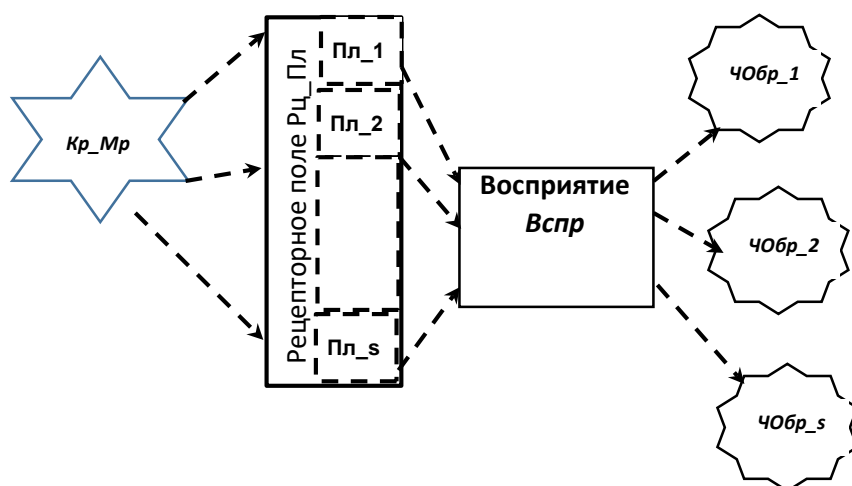 Кр_Мр
Рецепторное поле Рц_Пл
Пл_1
Пл_2
Пл_s
Восприятие
Вспр
ЧОбр_1
ЧОбр_2
ЧОбр_s